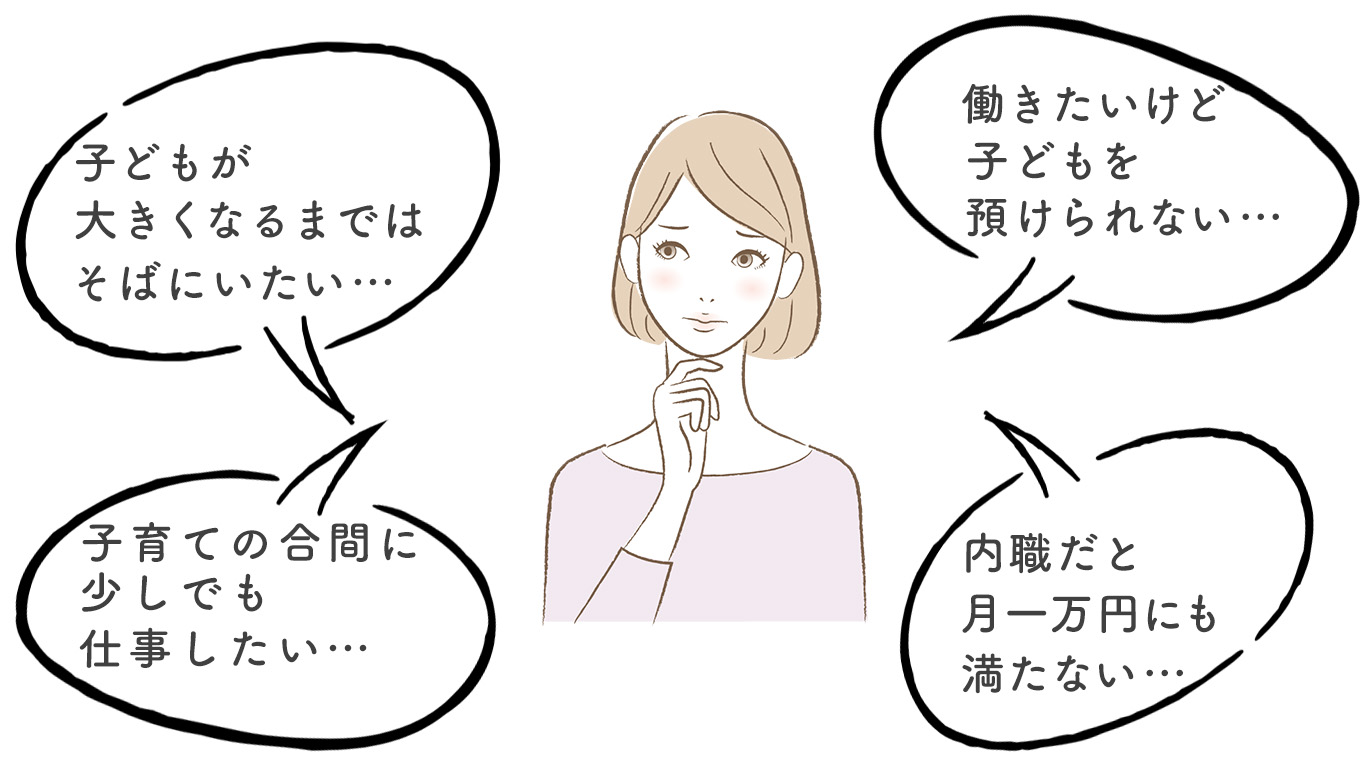 子どもが
大きくなるまでは
そばにいたい…
働きたいけど
子どもを
預けられない…
子育ての合間に
少しでも
仕事したい…
内職だと
月一万円にも
満たない…